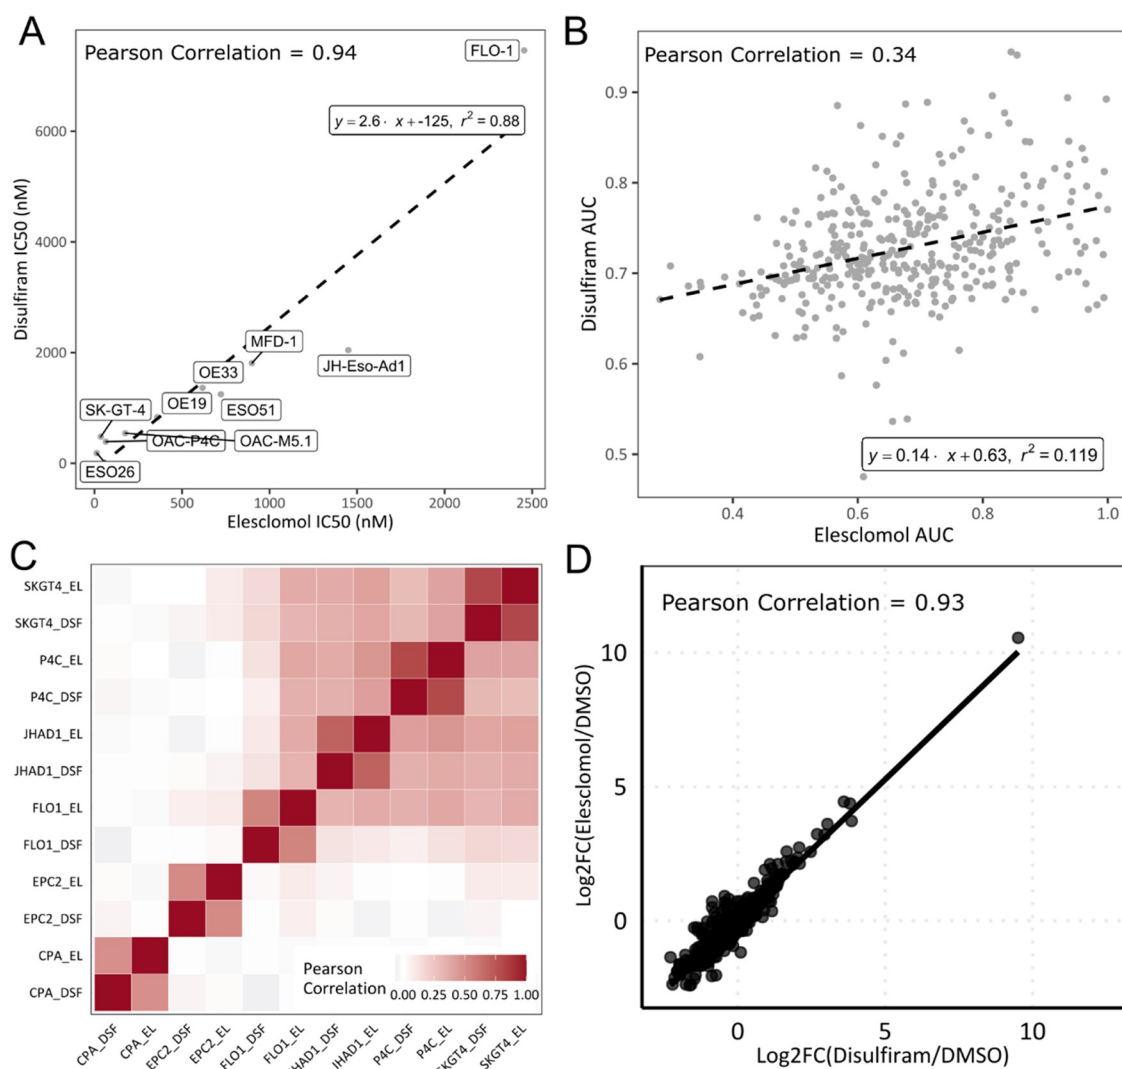 A
Pearson Correlation = 0.94
FLO-1
y = 2.6 · x + -125, r² = 0.88
6000
4000
2000
0
Disulfiram IC50 (nM)
MFD-1
JH-Eso-Ad1
OE33
OE19
ESO51
SK-GT-4
OAC-P4C
OAC-M5.1
ESO26
0 500 1000 1500 2000 2500
Elesclomol IC50 (nM)
B
Pearson Correlation = 0.34
0.9
0.8
0.7
0.6
0.5
Disulfiram AUC
y = 0.14 · x + 0.63, r² = 0.119
0.4 0.6 0.8 1.0
Elesclomol AUC
C
SKGT4_EL
SKGT4_DSF
P4C_EL
P4C_DSF
JHAD1_EL
JHAD1_DSF
FLO1_EL
FLO1_DSF
EPC2_EL
EPC2_DSF
CPA_EL
CPA_DSF
Pearson
Correlation
0.00 0.25 0.50 0.75 1.00
CPA_DSF
CPA_EL
EPC2_DSF
EPC2_EL
FLO1_DSF
FLO1_EL
HAD1_DSF
JHAD1_EL
P4C_DSF
P4C_EL
SKGT4_DSF
SKGT4_EL
D
Pearson Correlation = 0.93
10
5
0
Log2FC(Elesclomol/DMSO)
0 5 10
Log2FC(Disulfiram/DMSO)